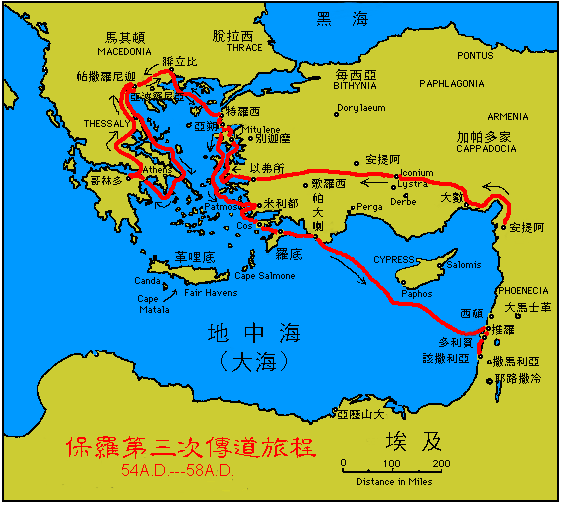 黑 海
馬其頓
MACEDONIA
脫拉西
THRACE
腓立比
帖撒羅尼迦
亞波羅尼亞
每西亞
BITHYNIA
PONTUS
PAPHLAGONIA
特羅西
Dorylaeum
ARMENIA
THESSALY
亞朔
Mitylene
別迦摩
加帕多家
CAPPADOCIA
Athens
以弗所
安提阿
Iconium
Lystra
Derbe
哥林多
歌羅西
大數
Patmos
米利都
帕大喇
Perga
安提阿
Cos
羅底
革哩底
CYPRESS
Salomis
Canda
Cape Salmone
Fair Havens
Cape
Matala
Paphos
PHOENECIA
西頓
大馬士革
地 中 海
(大海)
推羅
多利買
該撒利亞
撒馬利亞
耶路撒冷
亞歷山大
保羅第三次傳道旅程
54A.D.---58A.D.
埃 及
0 100 200
Distance in Miles